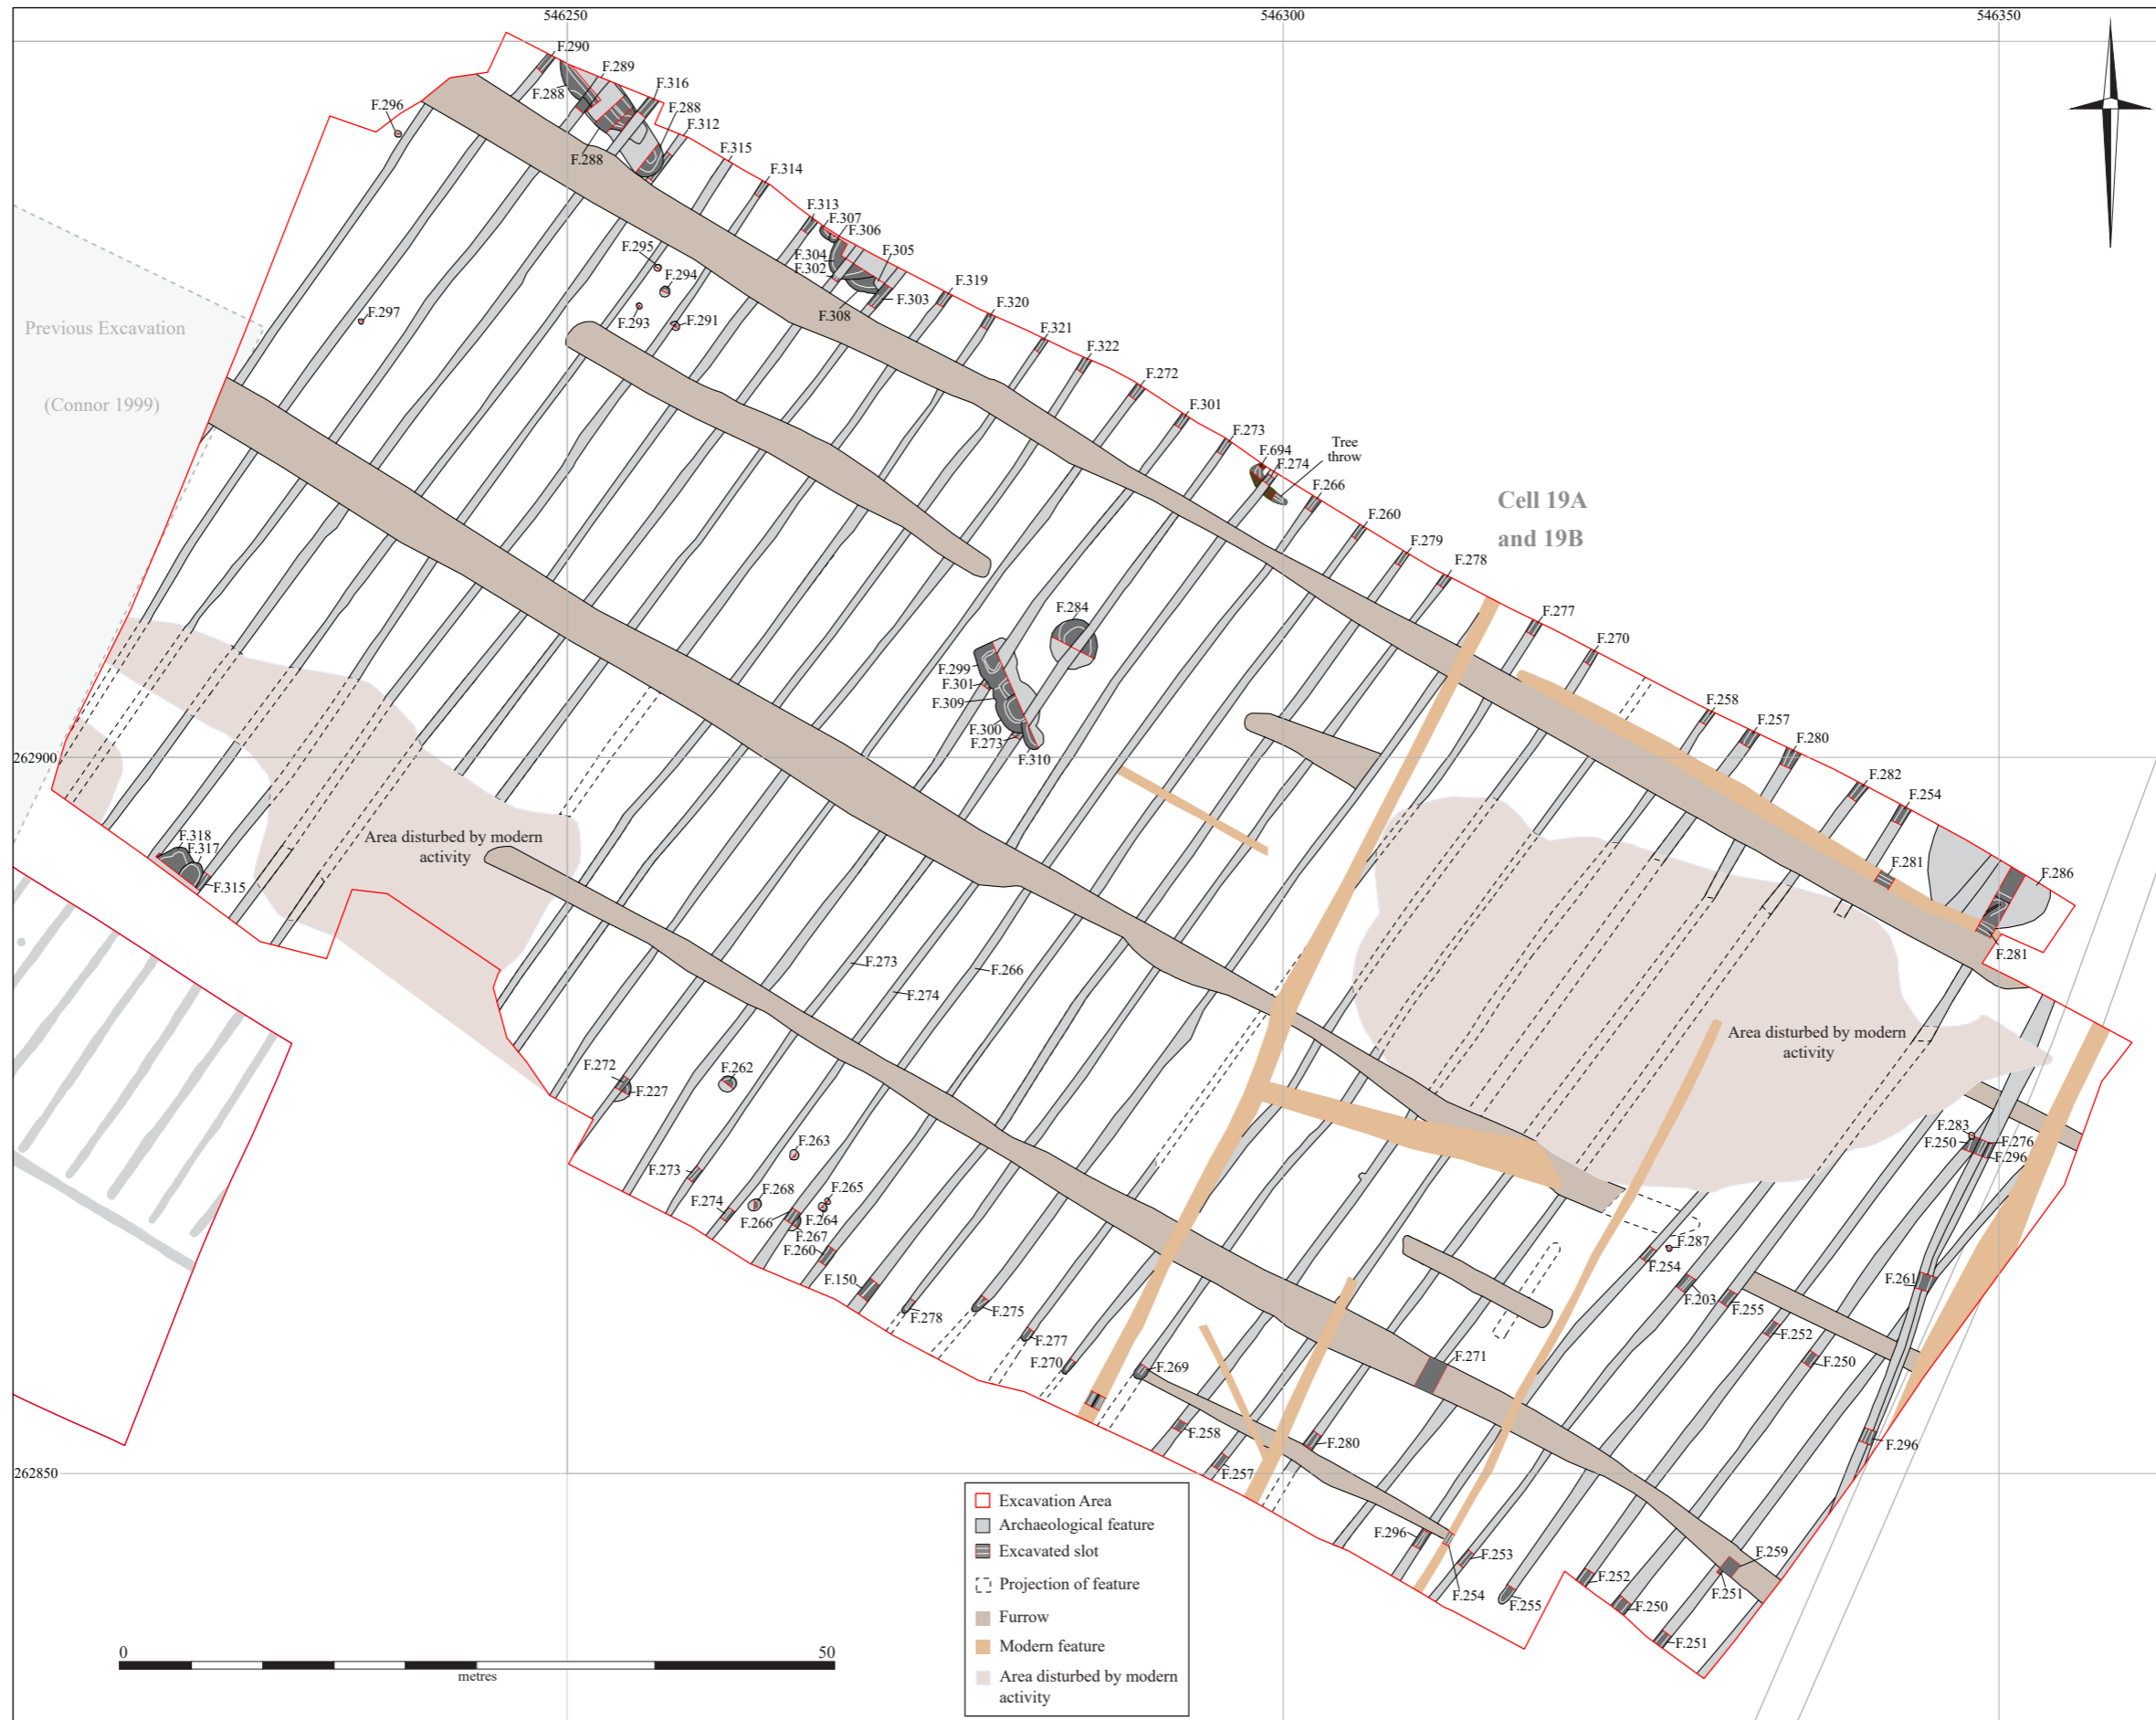 546250
546300
546350
F.290
F.289
F.288
F.316
F.288
F.312
F.296
F.288
F.315
F.314
F.313
F.307
F.306
F.305
F.304
F.302
F.295
F.294
F.293
F.291
F.303
F.308
F.319
F.320
F.321
F.322
F.297
Previous Excavation
(Connor 1999)
F.272
F.301
F.273
F.694
F.274
Tree
throw
F.266
F.260
F.279
F.278
Cell 19A
and 19B
F.277
F.270
F.284
F.299
F.301
F.309
F.300
F.273
F.310
F.258
F.257
F.280
F.282
F.254
F.281
F.286
F.281
262900
Area disturbed by modern
activity
F.318
F.317
F.315
F.273
F.266
F.274
Area disturbed by modern
activity
F.272
F.227
F.262
F.263
F.273
F.268
F.265
F.274
F.266
F.264
F.267
F.260
F.150
F.278
F.275
F.277
F.270
F.269
F.283
F.250
F.276
F.296
F.287
F.254
F.203
F.255
F.252
F.250
F.261
F.271
F.296
F.258
F.257
F.280
262850
F.296
F.253
F.254
F.255
F.252
F.250
F.251
F.259
F.251
Excavation Area
Archaeological feature
Excavated slot
Projection of feature
Furrow
Modern feature
Area disturbed by modern
activity
0
50
metres